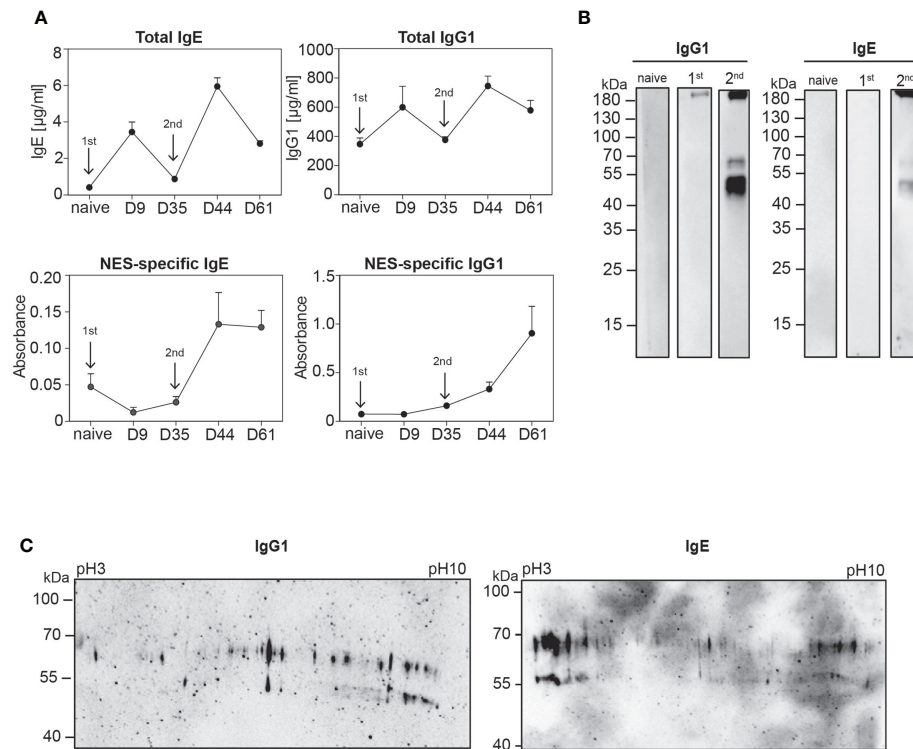 A
Total IgE
IgE [µg/ml]
8
6
4
2
0
1st
2nd
naive D9 D35 D44 D61
Total IgG1
IgG1 [µg/ml]
1000
800
600
400
200
0
1st
2nd
naive D9 D35 D44 D61
NES-specific IgE
Absorbance
0.20
0.15
0.10
0.05
0
1st
2nd
naive D9 D35 D44 D61
NES-specific IgG1
Absorbance
1.5
1.0
0.5
0
1st
2nd
naive D9 D35 D44 D61
B
IgG1
kDa naive 1st 2nd
180
130
100
70
55
40
35
25
15
IgE
kDa naive 1st 2nd
180
130
100
70
55
40
35
25
15
C
IgG1
pH3 pH10
kDa
100
70
55
40
IgE
pH3 pH10
kDa
100
70
55
40